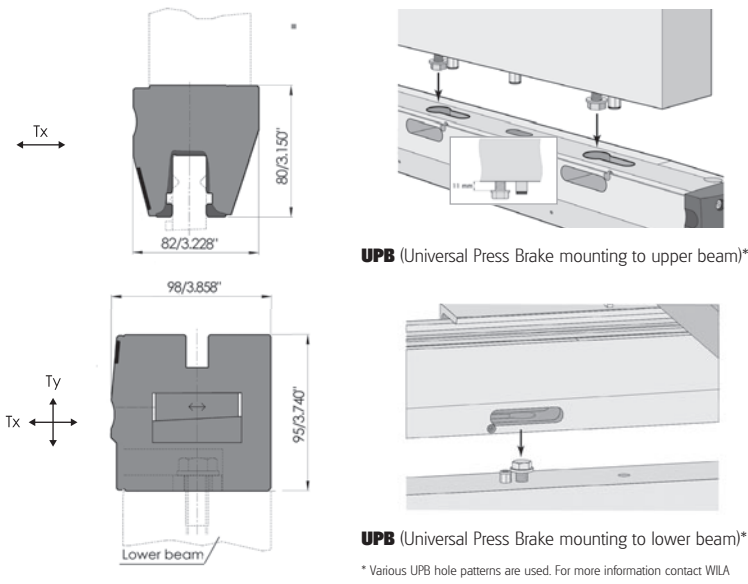 Tx
80/3.150"
82/3.228"
11 mm
UPB (Universal Press Brake mounting to upper beam)*
98/3.858"
Ty
Tx
95/3.740"
Lower beam
UPB (Universal Press Brake mounting to lower beam)*
* Various UPB hole patterns are used. For more information contact WILA